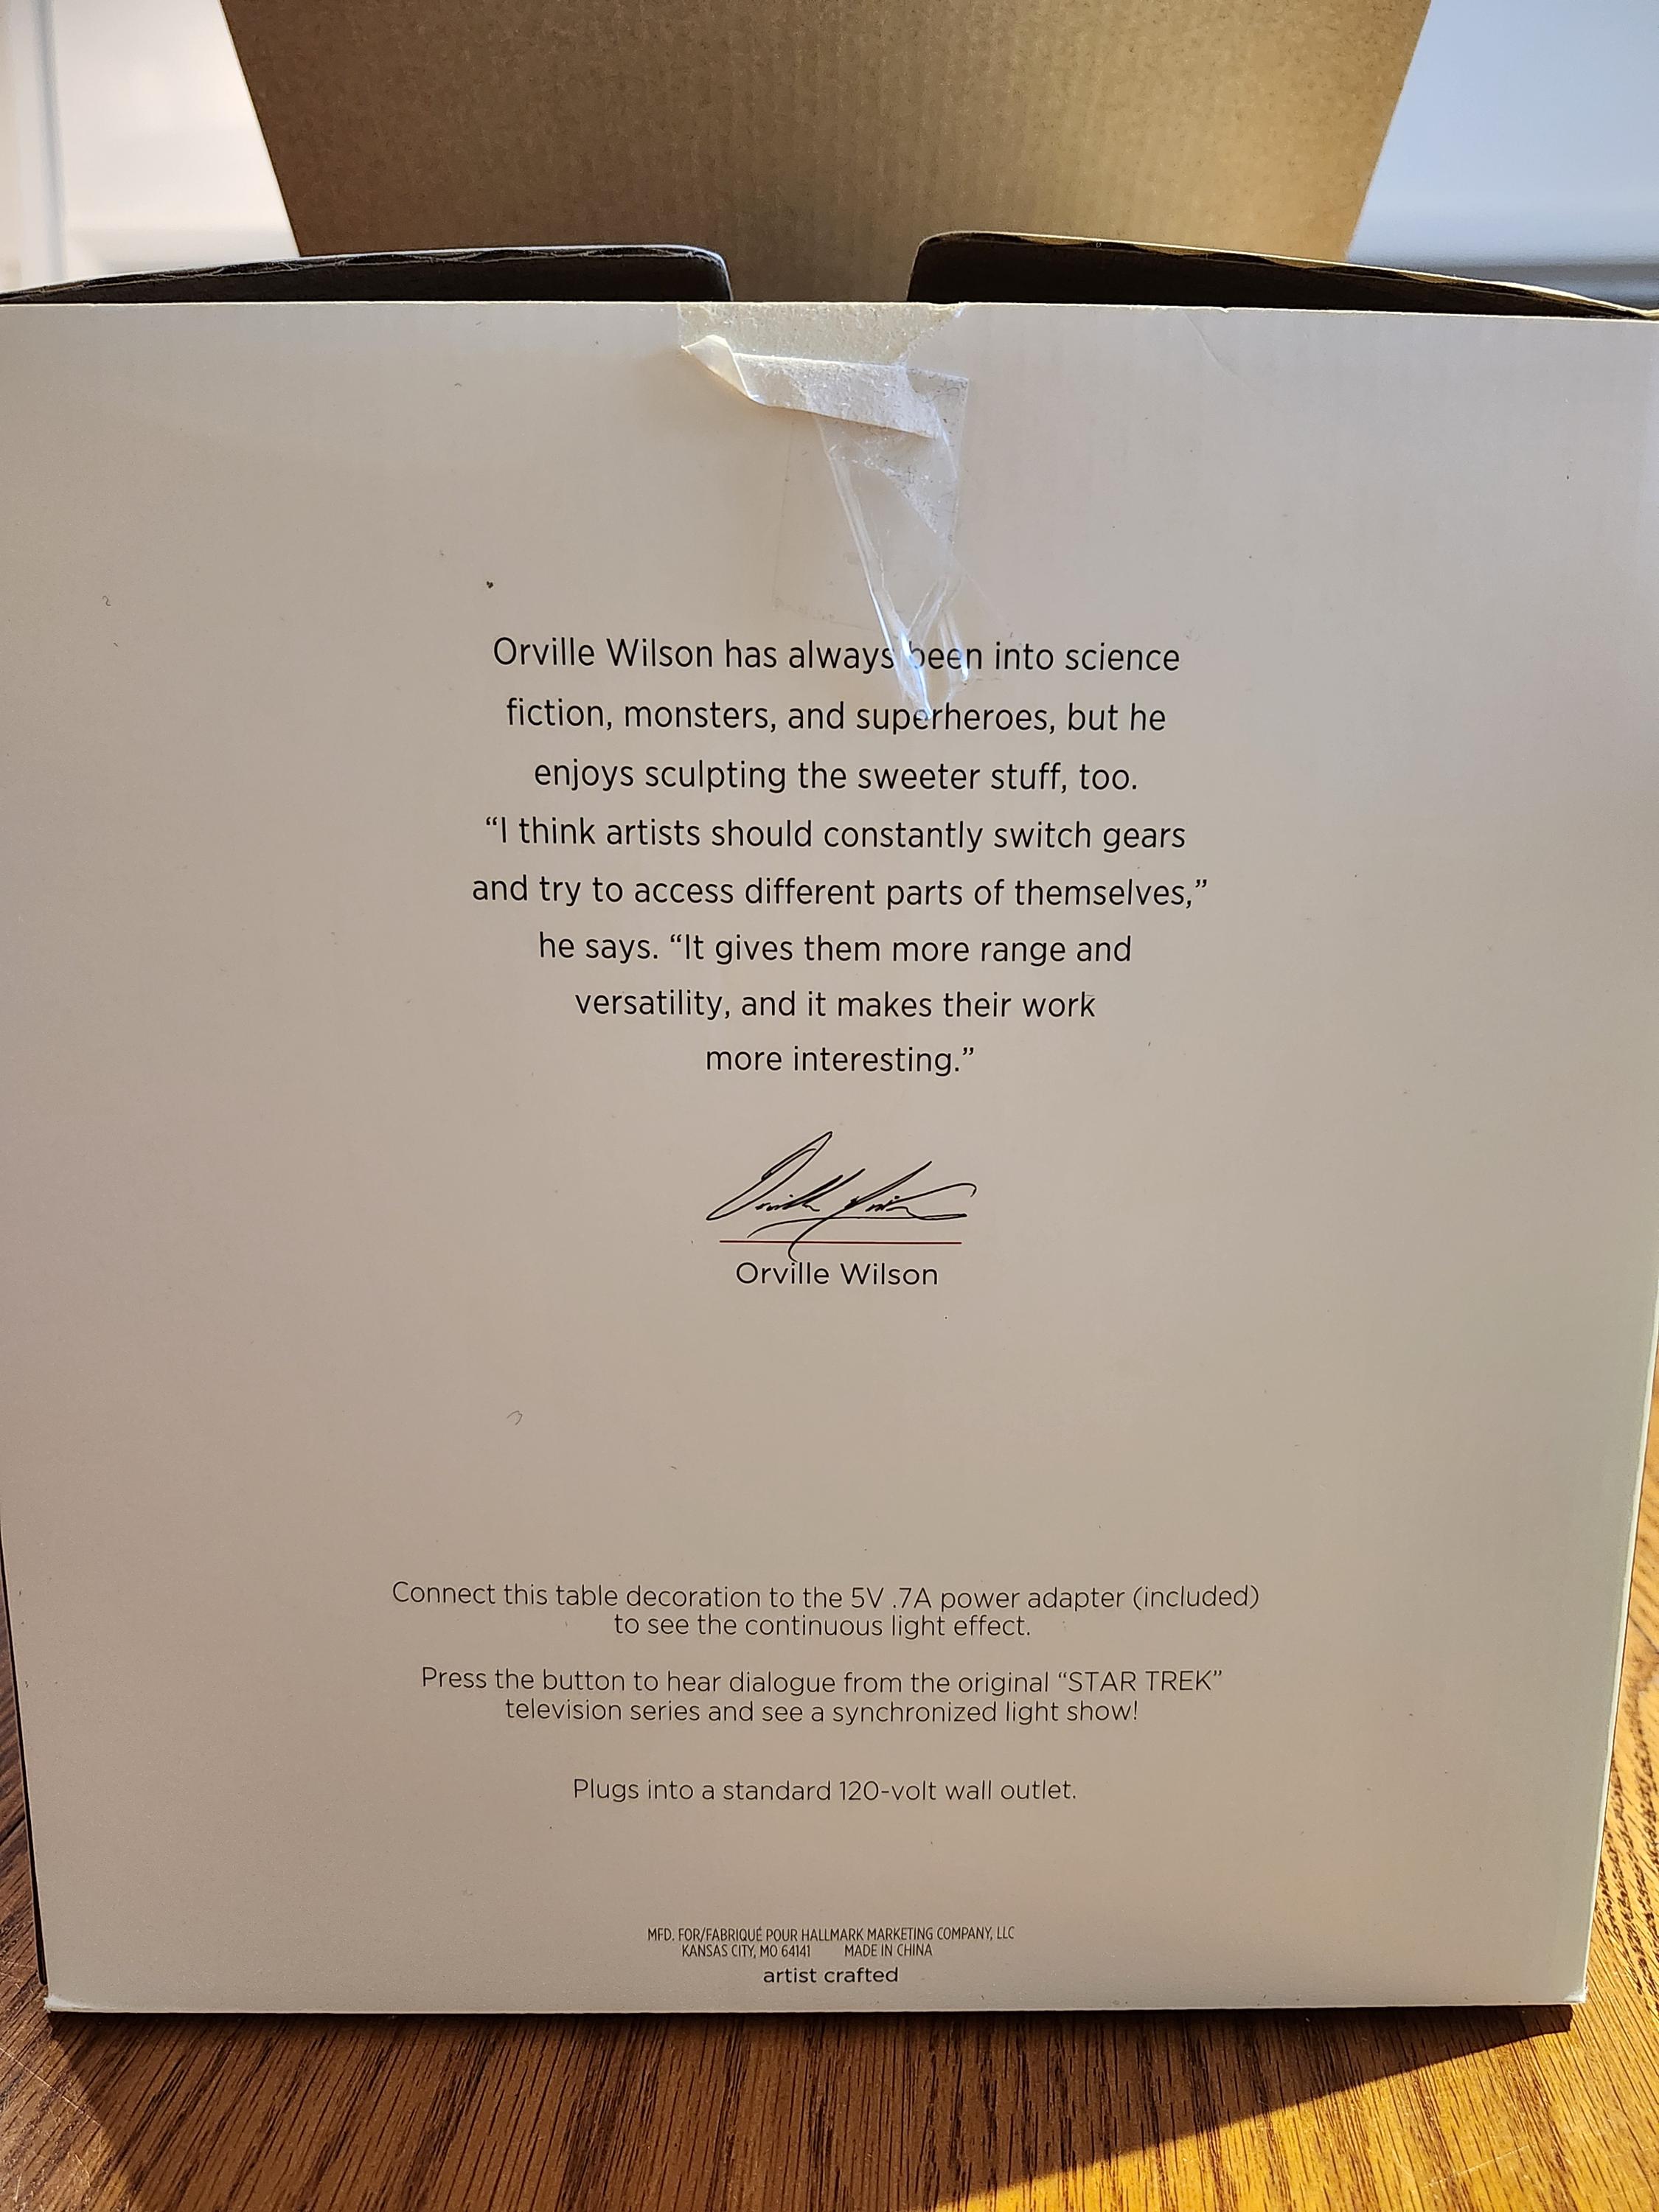 Orville Wilson has always been into science
fiction, monsters, and superheroes, but he
enjoys sculpting the sweeter stuff, too.
“I think artists should constantly switch gears
and try to access different parts of themselves,”
he says. “It gives them more range and
versatility, and it makes their work
more interesting.”
Orville Wilson
Orville Wilson
Connect this table decoration to the 5V .7A power adapter (included)
to see the continuous light effect.
Press the button to hear dialogue from the original “STAR TREK”
television series and see a synchronized light show!
Plugs into a standard 120-volt wall outlet.
MFD. FOR/FABRIQUÉ POUR HALLMARK MARKETING COMPANY, LLC
KANSAS CITY, MO 64141 MADE IN CHINA
artist crafted